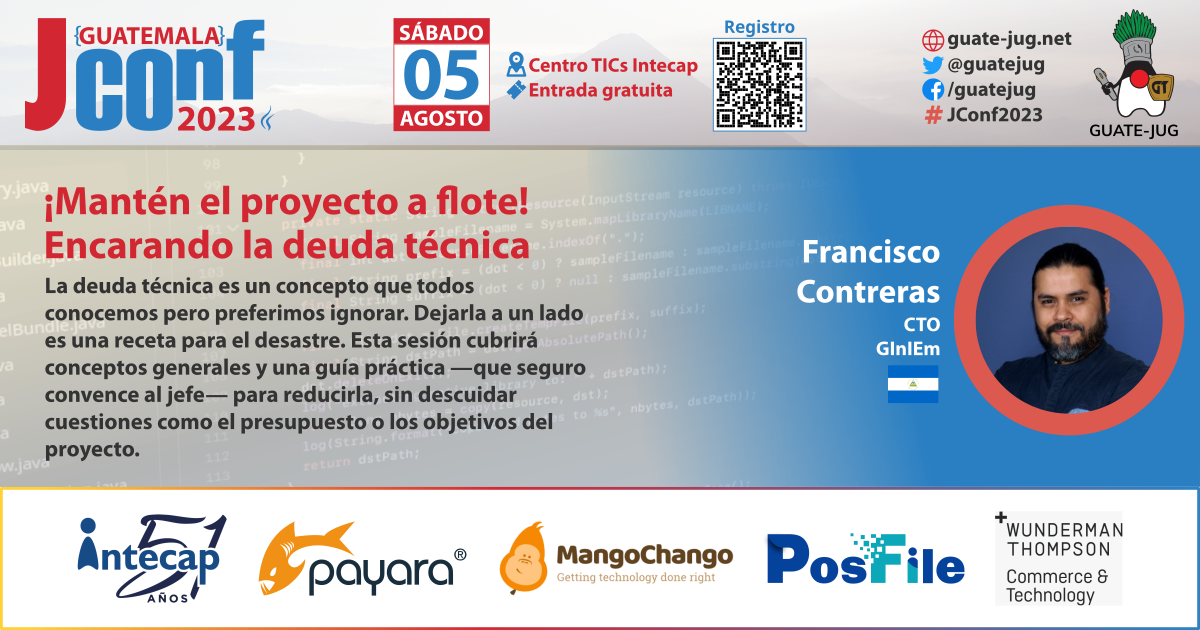 {GUATEMALA}
JConf
2023
SÁBADO
05
AGOSTO
Centro TICs Intecap
Entrada gratuita
Registro
guate-jug.net
@guatejug
/guatejug
# JConf2023
GT
GUATE-JUG
¡Mantén el proyecto a flote!
Encarando la deuda técnica
La deuda técnica es un concepto que todos
conocemos pero preferimos ignorar. Dejarla a un lado
es una receta para el desastre. Esta sesión cubrirá
conceptos generales y una guía práctica —que seguro
convence al jefe— para reducirla, sin descuidar
cuestiones como el presupuesto o los objetivos del
proyecto.
Francisco
Contreras
CTO
GInIEm
intecap
51
AÑOS
payara®
MangoChango
Getting technology done right
PosFile
WUNDERMAN
THOMPSON
Commerce &
Technology